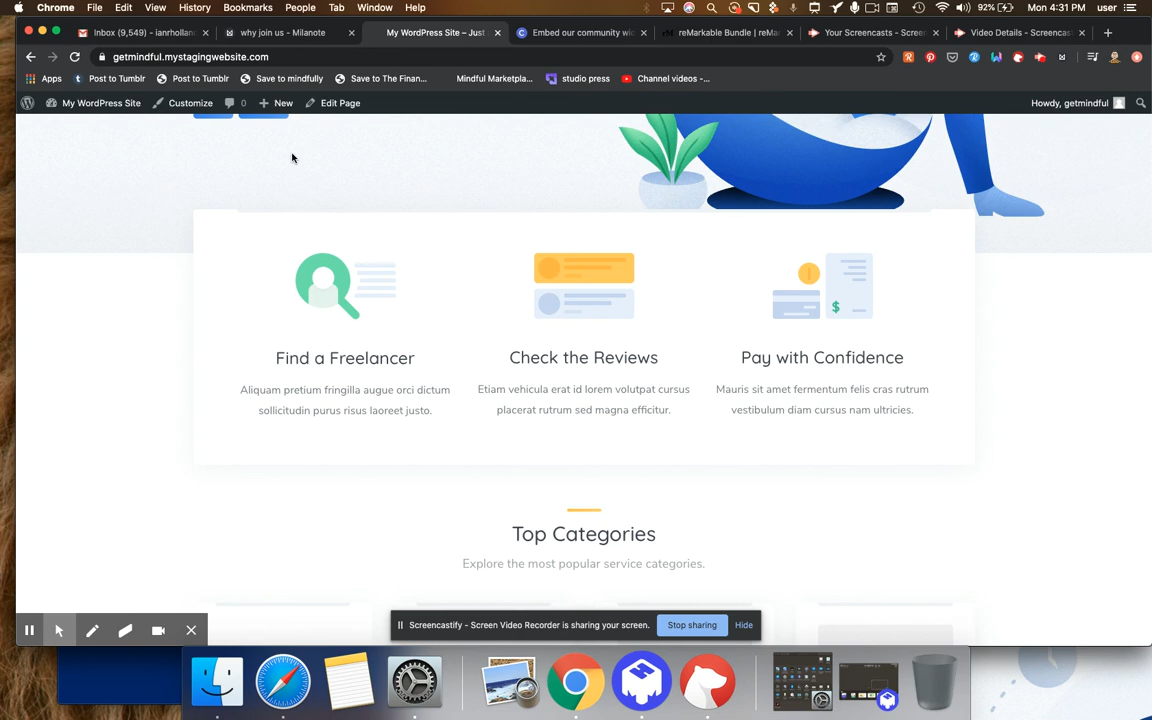 Chrome File Edit View History Bookmarks People Tab Window Help 92% Mon 4:31 PM user
Inbox (9,549) - ianrhollan
why join us - Milanote
My WordPress Site – Just
Embed our community wi
reMarkable Bundle | reMar
Your Screencasts - Screen
Video Details - Screencast
getmindful.mystagingwebsite.com
Apps Post to Tumblr Post to Tumblr Save to mindfully Save to The Finan... Mindful Marketpla... studio press Channel videos -...
My WordPress Site Customize 0 New Edit Page Howdy, getmindful
Find a Freelancer
Aliquam pretium fringilla augue orci dictum
sollicitudin purus risus laoreet justo.
Check the Reviews
Etiam vehicula erat id lorem volutpat cursus
placerat rutrum sed magna efficitur.
$
Pay with Confidence
Mauris sit amet fermentum felis cras rutrum
vestibulum diam cursus nam ultricies.
Top Categories
Explore the most popular service categories.
Screencastify - Screen Video Recorder is sharing your screen. Stop sharing Hide